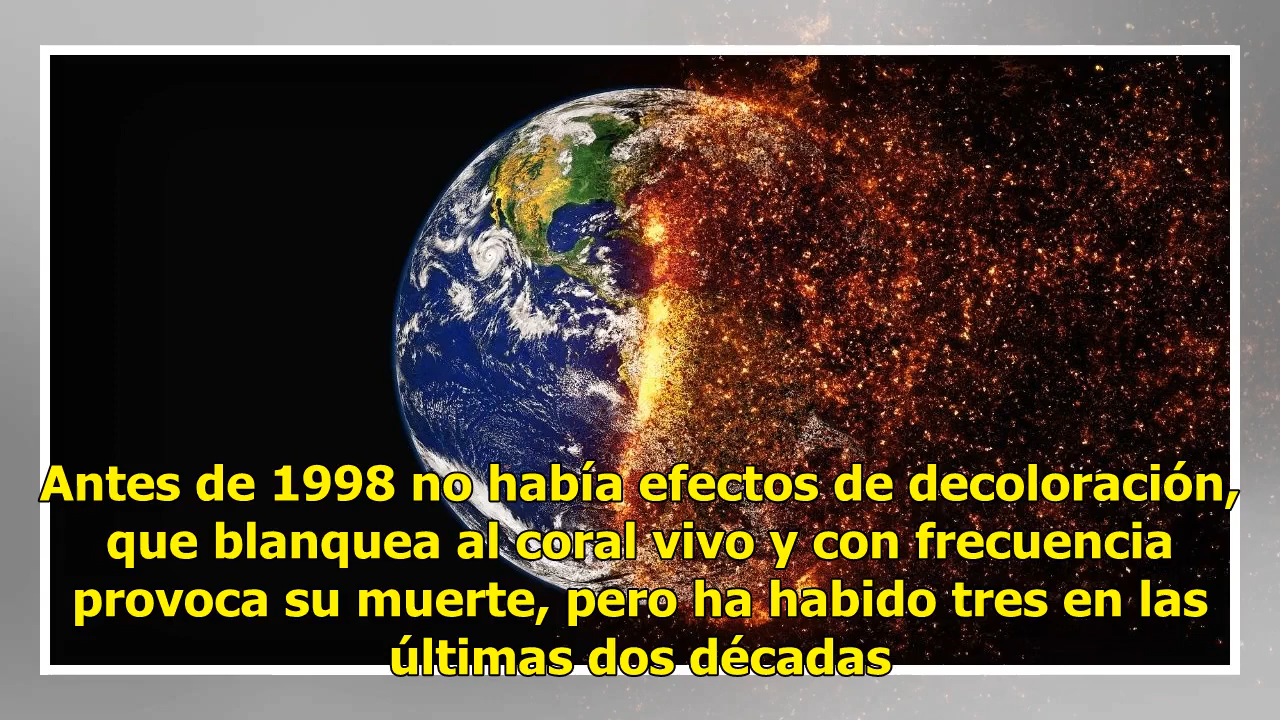 Antes de 1998 no había efectos de decoloración,
que blanquea al coral vivo y con frecuencia
provoca su muerte, pero ha habido tres en las
últimas dos décadas